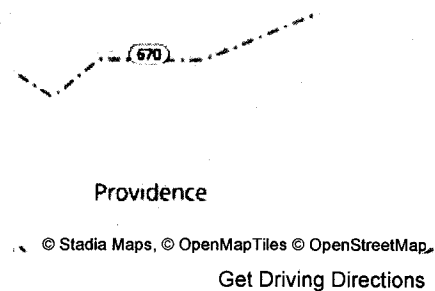 670
Providence
© Stadia Maps, © OpenMapTiles © OpenStreetMap
Get Driving Directions